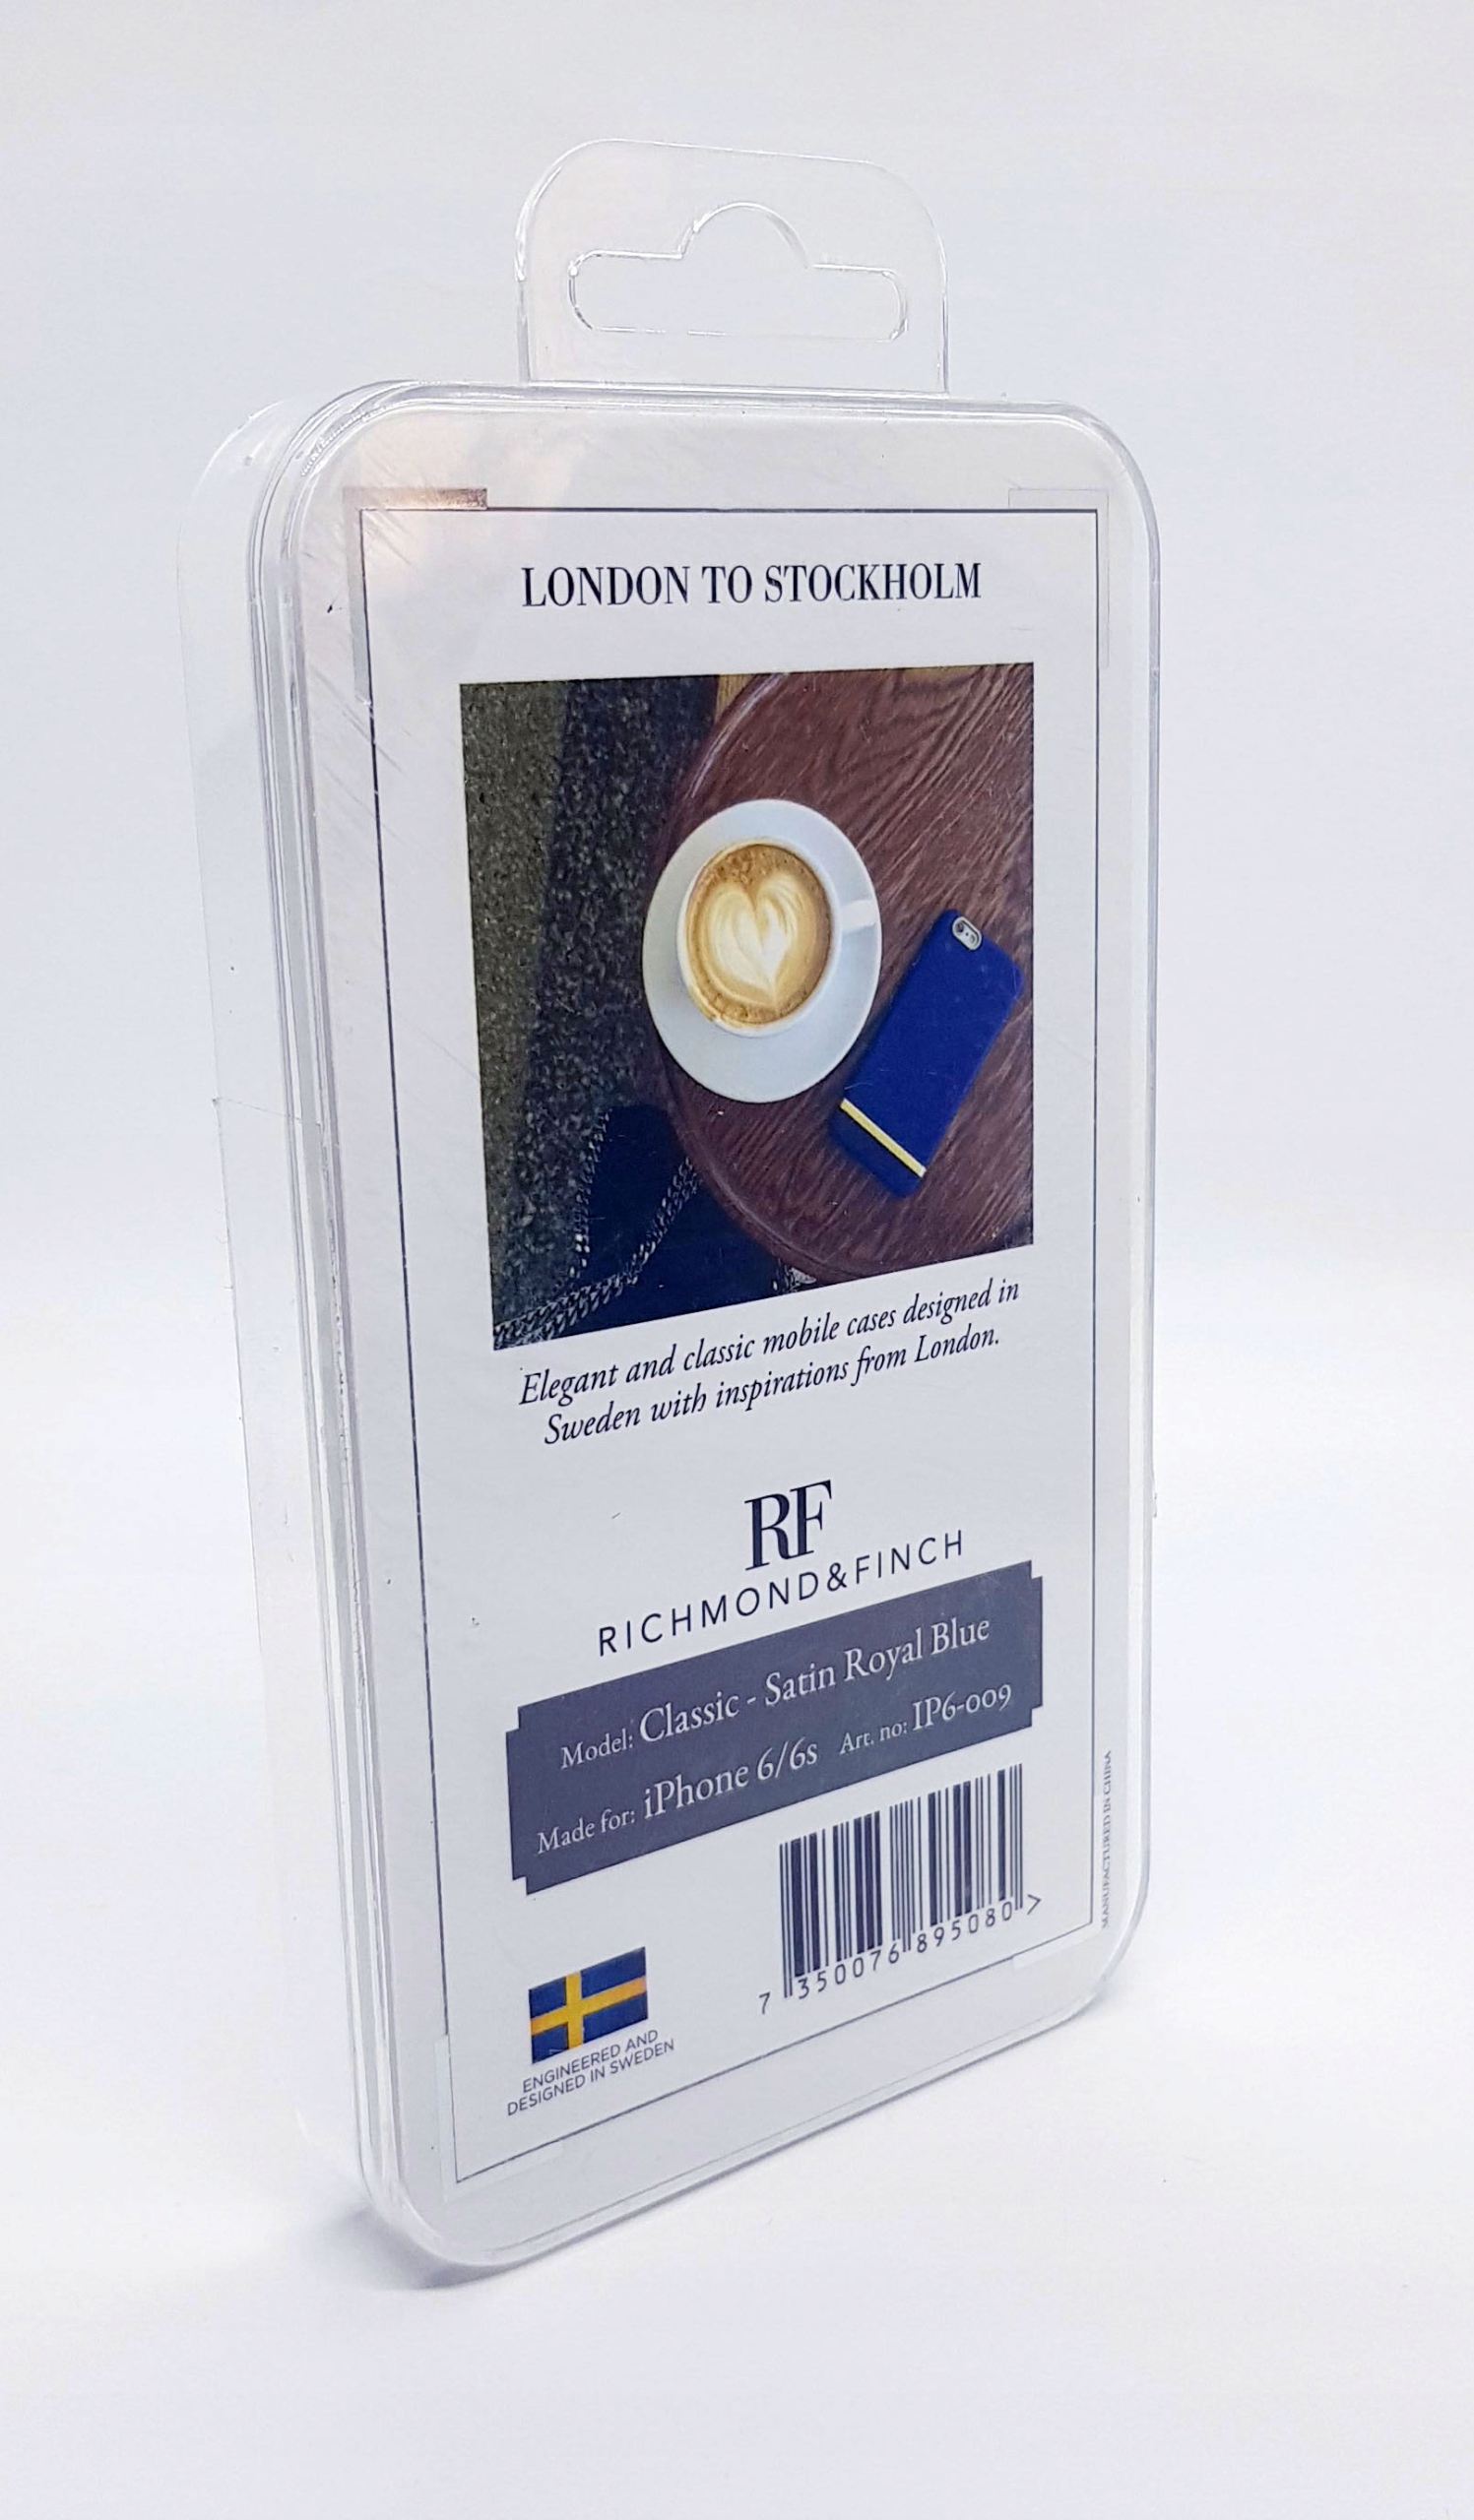 LONDON TO STOCKHOLM
Elegant and classic mobile cases designed in
Sweden with inspirations from London.
RF
RICHMOND&FINCH
Model: Classic - Satin Royal Blue
Made for: iPhone 6/6s Art. no: IP6-009
7 350076 895080 >
ENGINEERED AND
DESIGNED IN SWEDEN
MANUFACTURED IN CHINA